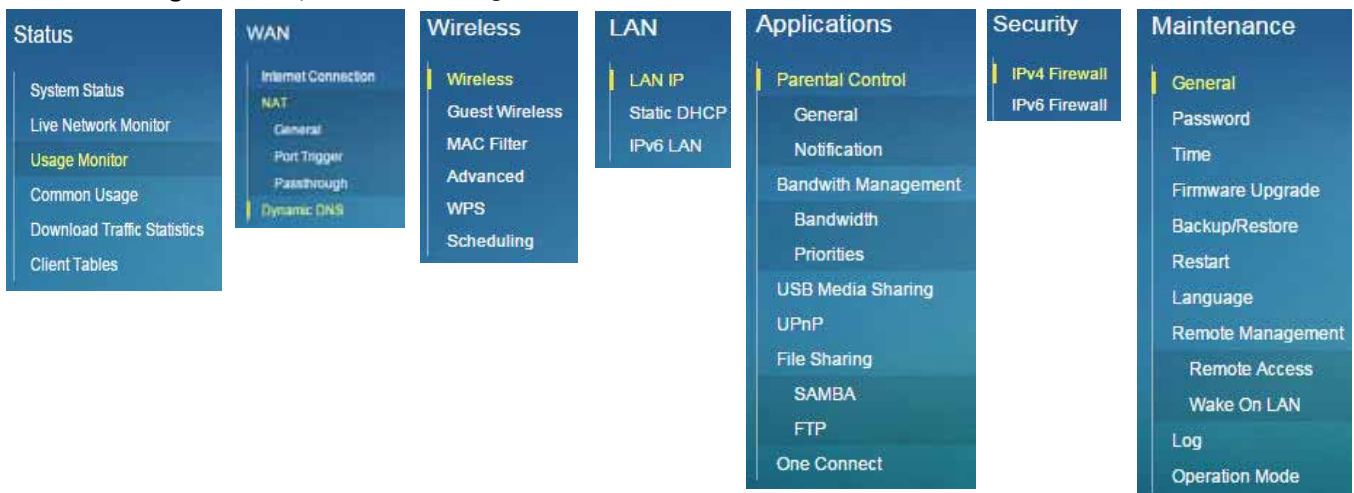 Status
System Status
Live Network Monitor
Usage Monitor
Common Usage
Download Traffic Statistics
Client Tables
WAN
Internet Connection
NAT
General
Port Trigger
Passthrough
Dynamic DNS
Wireless
Wireless
Guest Wireless
MAC Filter
Advanced
WPS
Scheduling
LAN
LAN IP
Static DHCP
IPv6 LAN
Applications
Parental Control
General
Notification
Bandwith Management
Bandwidth
Priorities
USB Media Sharing
UPnP
File Sharing
SAMBA
FTP
One Connect
Security
IPv4 Firewall
IPv6 Firewall
Maintenance
General
Password
Time
Firmware Upgrade
Backup/Restore
Restart
Language
Remote Management
Remote Access
Wake On LAN
Log
Operation Mode